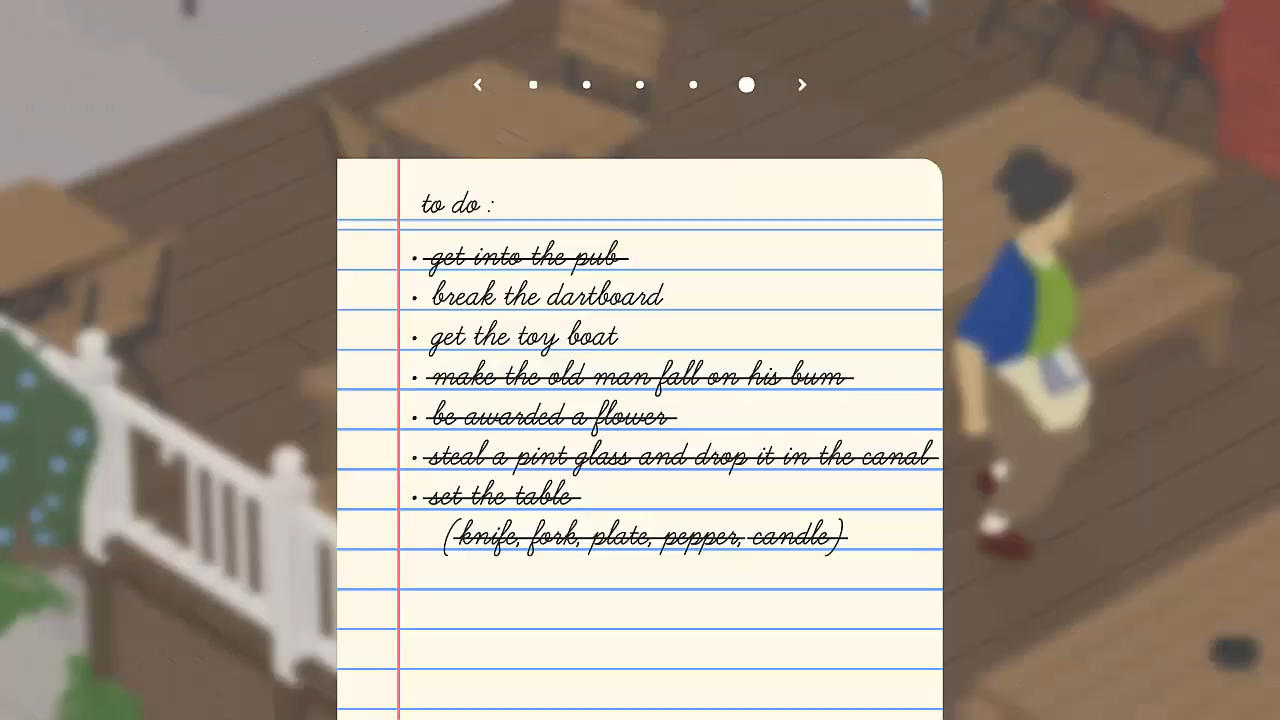 to do :
• get into the pub
• break the dartboard
• get the toy boat
• make the old man fall on his bum
• be awarded a flower
• steal a pint glass and drop it in the canal
• set the table
(knife, fork, plate, pepper, candle)